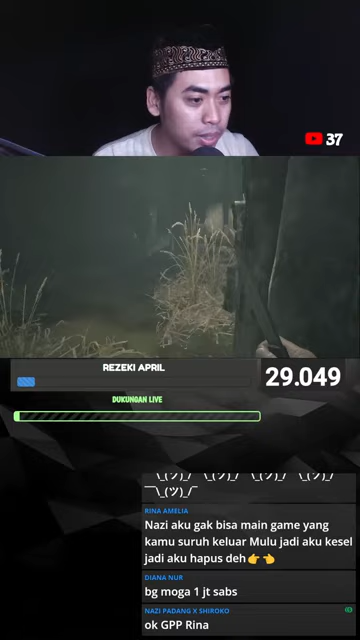 37
REZEKI APRIL
29.049
DUKUNGAN LIVE
¯\_(ツ)_/¯ ¯\_(ツ)_/¯ ¯\_(ツ)_/¯ ¯\_(ツ)_/¯
¯\_(ツ)_/¯
RINA AMELIA
Nazi aku gak bisa main game yang
kamu suruh keluar Mulu jadi aku kesel
jadi aku hapus deh👉👈
DIANA NUR
bg moga 1 jt sabs
NAZI PADANG X SHIROKO
ok GPP Rina